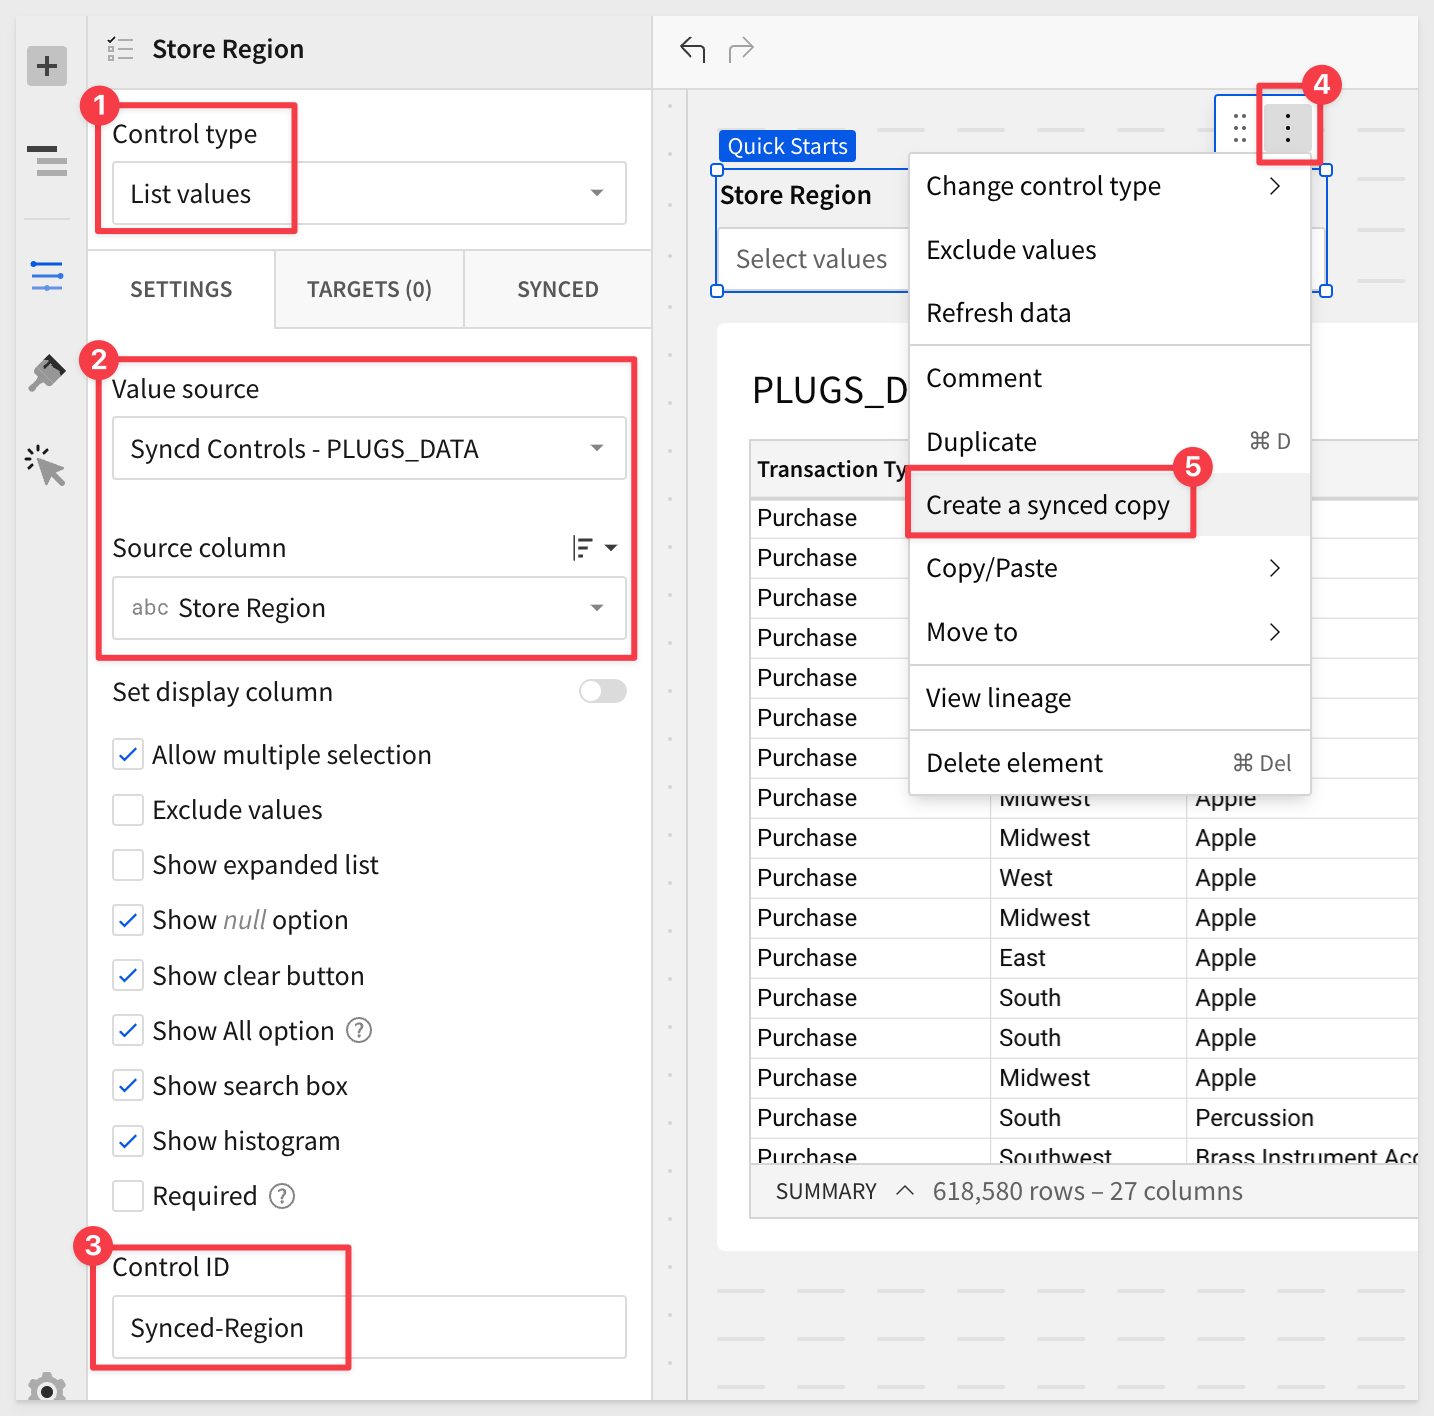 Store Region
1
Control type
List values
SETTINGS
TARGETS (0)
SYNCED
2
Value source
Syncd Controls - PLUGS_DATA
Source column
abc Store Region
Set display column
Allow multiple selection
Exclude values
Show expanded list
Show null option
Show clear button
Show All option ?
Show search box
Show histogram
Required ?
3
Control ID
Synced-Region
4
Quick Starts
Store Region
Select values
Change control type
Exclude values
Refresh data
Comment
Duplicate ⌘ D
5
Create a synced copy
Copy/Paste
Move to
View lineage
Delete element ⌘ Del
PLUGS_D
Transaction Ty
Purchase
Purchase
Purchase
Purchase
Purchase
Purchase
Purchase
Purchase Midwest Apple
Purchase Midwest Apple
Purchase West Apple
Purchase Midwest Apple
Purchase East Apple
Purchase South Apple
Purchase South Apple
Purchase Midwest Apple
Purchase South Percussion
Purchase Southwest Brass Instrument Acc
SUMMARY 618,580 rows – 27 columns